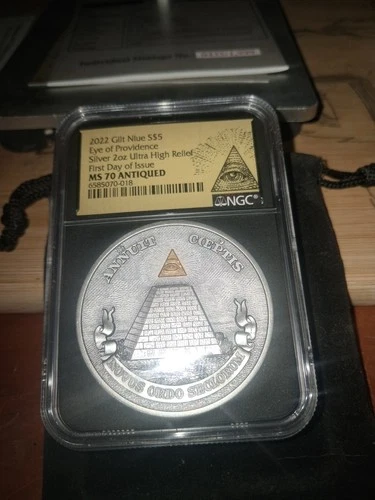 2022 Gilt Niue S$5
Eye of Providence
Silver 2oz Ultra High Relief
First Day of Issue
MS 70 ANTIQUED
6585070-018
NGC
ANNUIT CŒPTIS
NOVUS ORDO SECLORUM